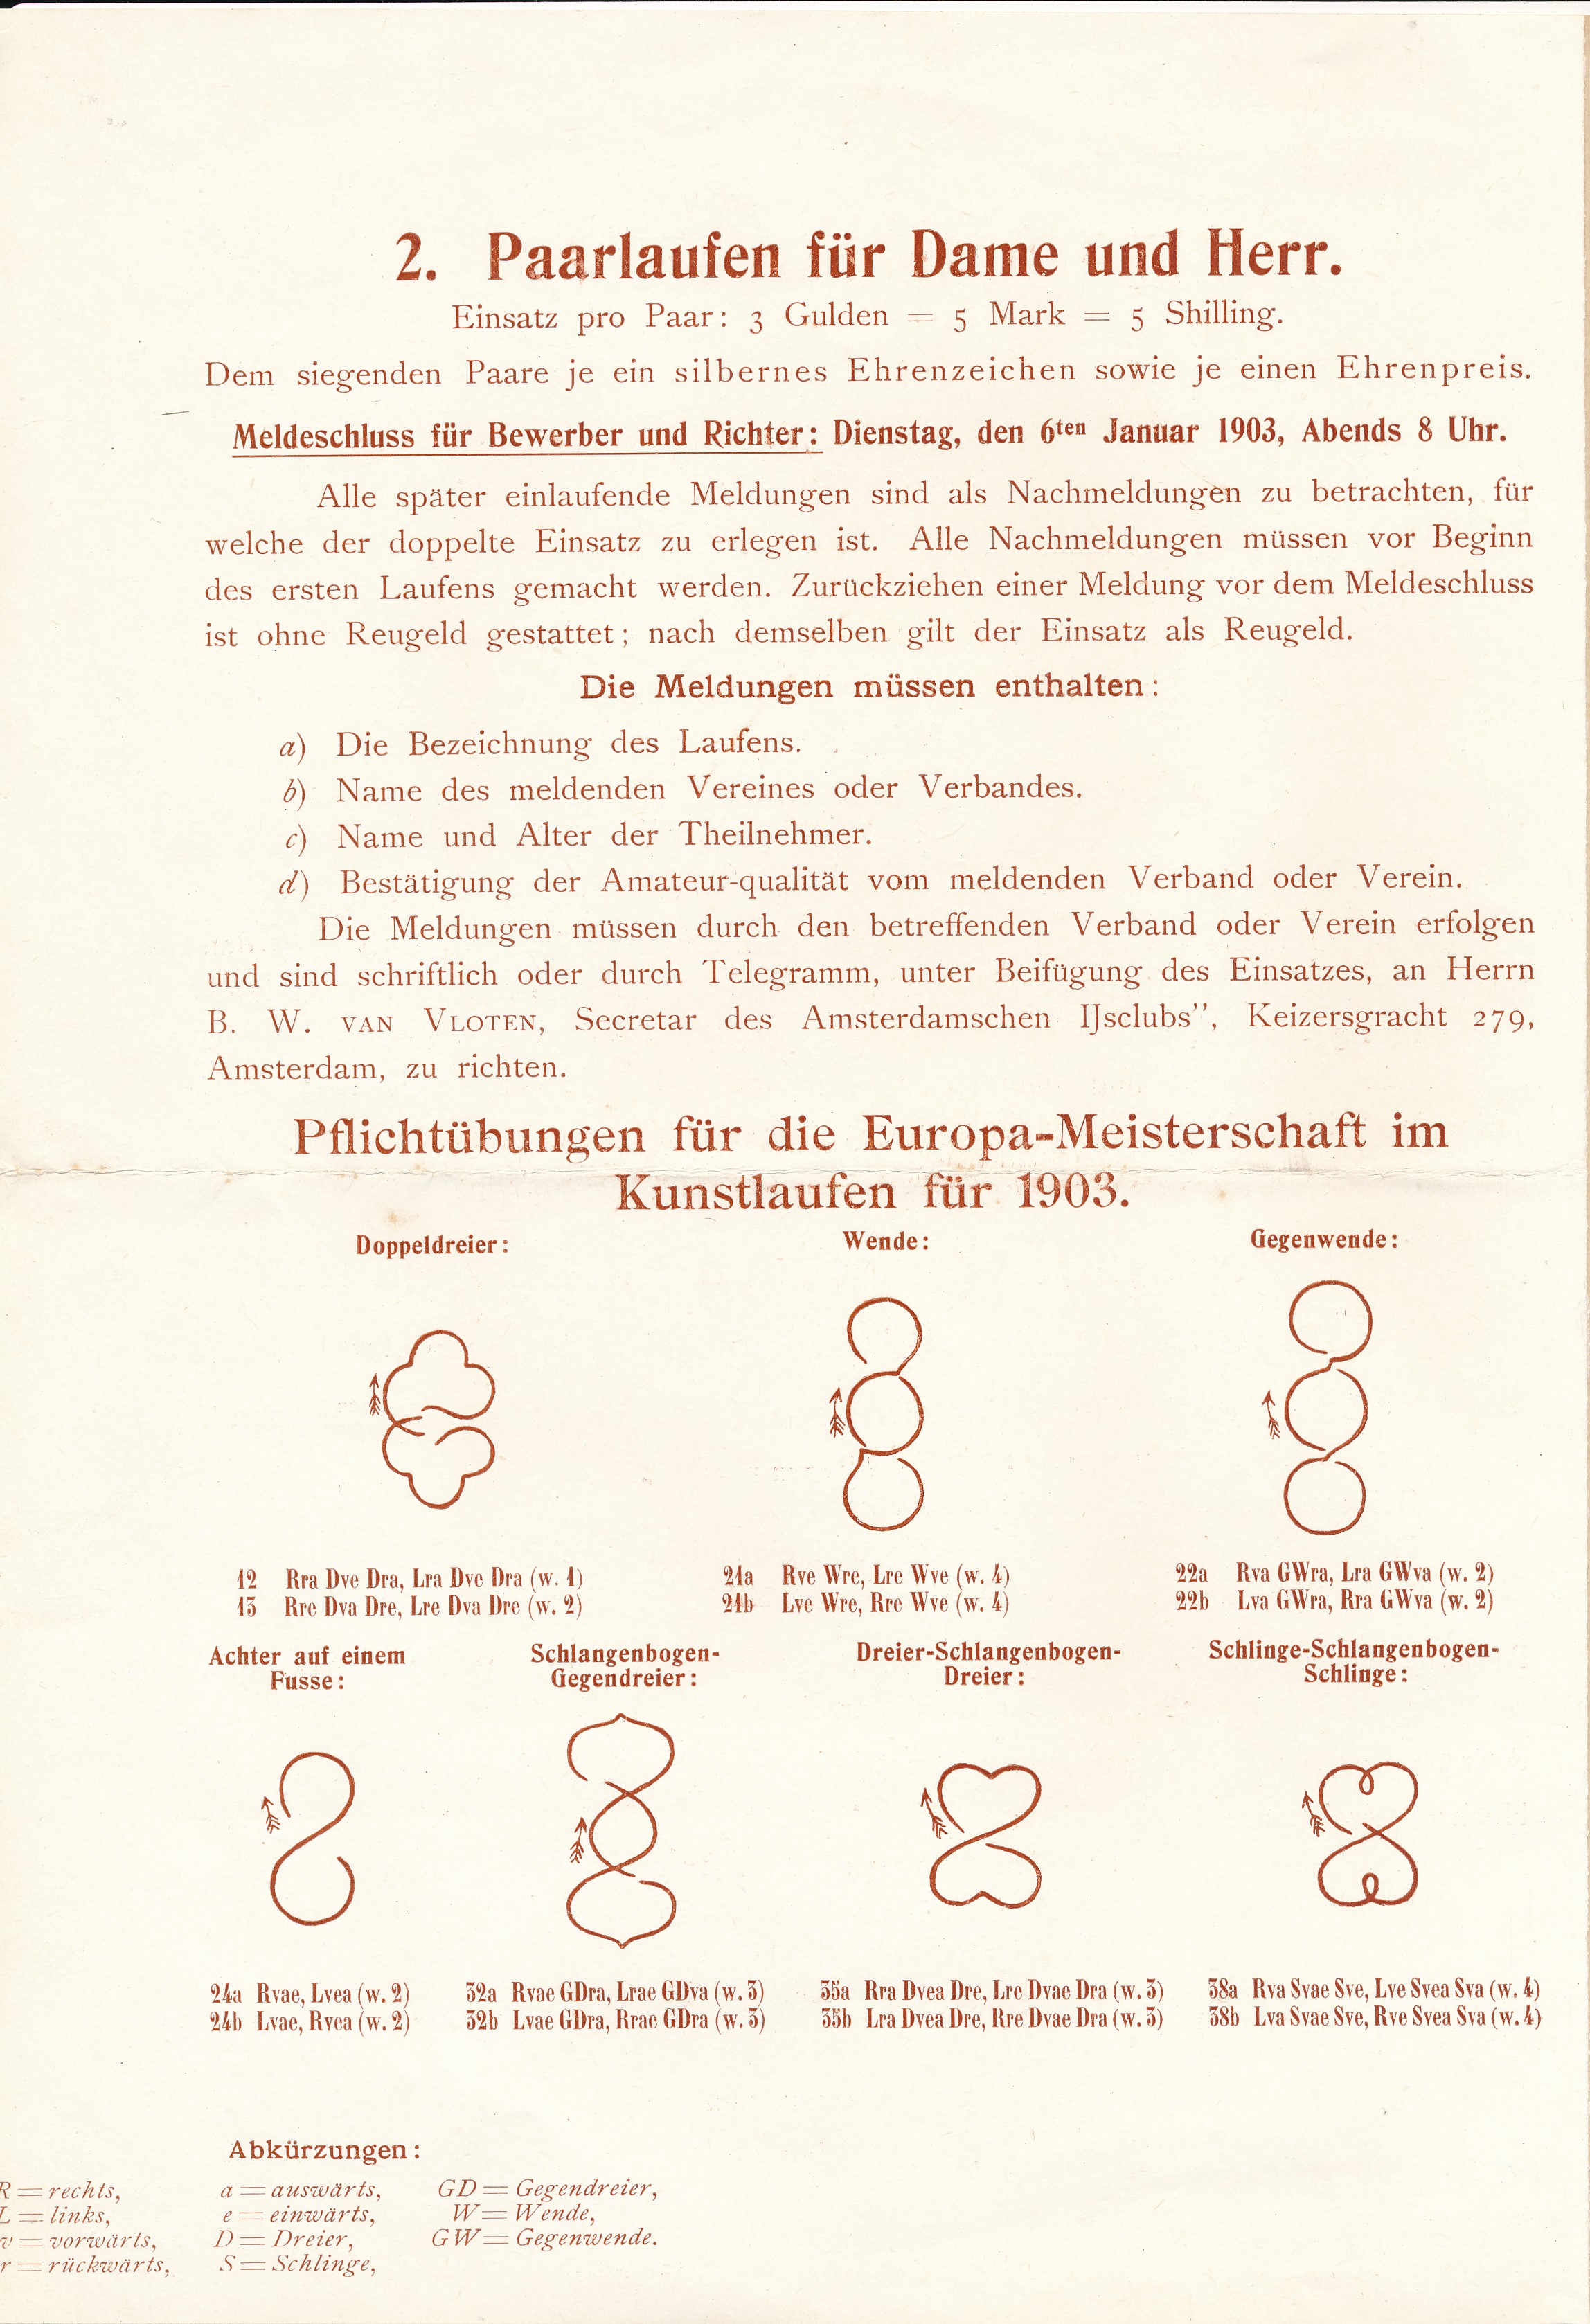 2. Paarlaufen für Dame und Herr.
Einsatz pro Paar: 3 Gulden = 5 Mark = 5 Shilling.
Dem siegenden Paare je ein silbernes Ehrenzeichen sowie je einen Ehrenpreis.
Meldeschluss für Bewerber und Richter: Dienstag, den 6ten Januar 1903, Abends 8 Uhr.
Alle später einlaufende Meldungen sind als Nachmeldungen zu betrachten, für
welche der doppelte Einsatz zu erlegen ist. Alle Nachmeldungen müssen vor Beginn
des ersten Laufens gemacht werden. Zurückziehen einer Meldung vor dem Meldeschluss
ist ohne Reugeld gestattet; nach demselben gilt der Einsatz als Reugeld.
Die Meldungen müssen enthalten:
a) Die Bezeichnung des Laufens.
b) Name des meldenden Vereines oder Verbandes.
c) Name und Alter der Theilnehmer.
d) Bestätigung der Amateur-qualität vom meldenden Verband oder Verein.
Die Meldungen müssen durch den betreffenden Verband oder Verein erfolgen
und sind schriftlich oder durch Telegramm, unter Beifügung des Einsatzes, an Herrn
B. W. VAN VLOTEN, Secretar des Amsterdamschen IJsclubs”, Keizersgracht 279,
Amsterdam, zu richten.
Pflichtübungen für die Europa-Meisterschaft im
Kunstlaufen für 1903.
Doppeldreier: Wende: Gegenwende:
12 Rra Dve Dra, Lra Dve Dra (w. 1) 21a Rve Wre, Lre Wve (w. 4) 22a Rva GWra, Lra GWva (w. 2)
13 Rre Dva Dre, Lre Dva Dre (w. 2) 21b Lve Wre, Rre Wve (w. 4) 22b Lva GWra, Rra GWva (w. 2)
Achter auf einem Schlangenbogen- Dreier-Schlangenbogen- Schlinge-Schlangenbogen-
Fusse: Gegendreier: Dreier: Schlinge:
24a Rvae, Lvea (w. 2) 32a Rvae GDra, Lrae GDva (w. 3) 35a Rra Dvea Dre, Lre Dvae Dra (w. 3) 38a Rva Svae Sve, Lve Svea Sva (w. 4)
24b Lvae, Rvea (w. 2) 32b Lvae GDra, Rrae GDra (w. 3) 35b Lra Dvea Dre, Rre Dvae Dra (w. 3) 38b Lva Svae Sve, Rve Svea Sva (w. 4)
Abkürzungen:
R = rechts, a = auswärts, GD = Gegendreier,
L = links, e = einwärts, W = Wende,
v = vorwärts, D = Dreier, GW = Gegenwende.
r = rückwärts, S = Schlinge,